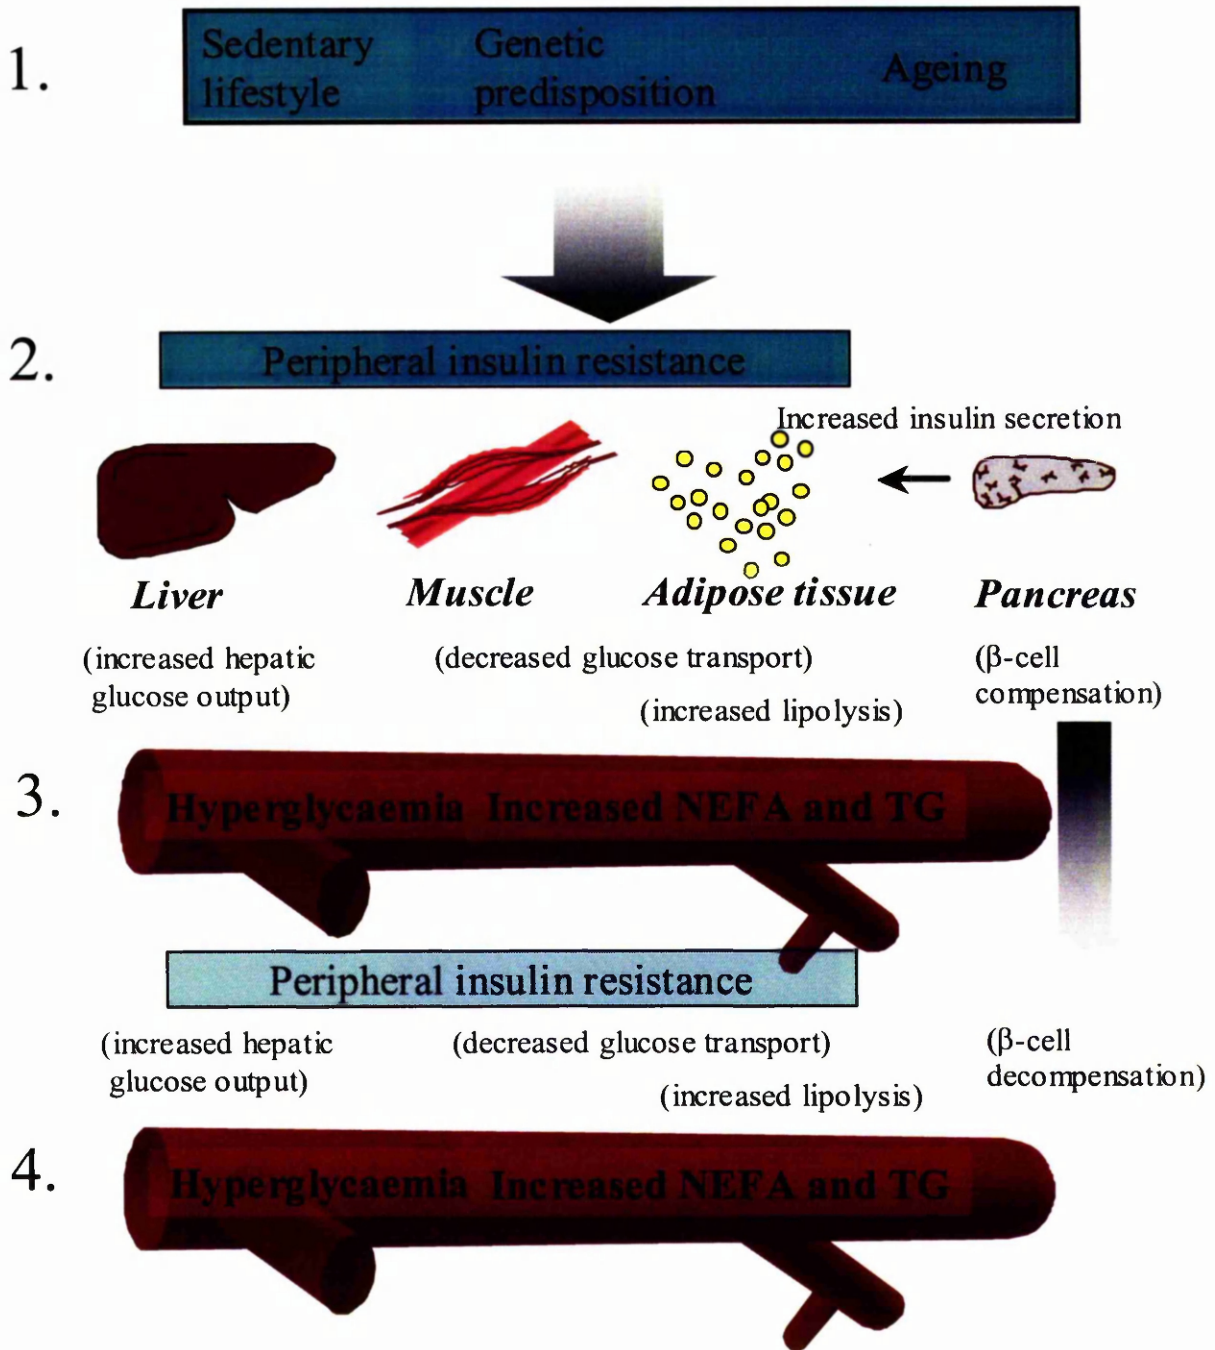 1.
Sedentary lifestyle
Genetic predisposition
Ageing
2.
Peripheral insulin resistance
Increased insulin secretion
Liver
Muscle
Adipose tissue
Pancreas
(increased hepatic
glucose output)
(decreased glucose transport)
(increased lipolysis)
(β-cell
compensation)
3.
Hyperglycaemia Increased NEFA and TG
Peripheral insulin resistance
(increased hepatic
glucose output)
(decreased glucose transport)
(increased lipolysis)
(β-cell
decompensation)
4.
Hyperglycaemia Increased NEFA and TG